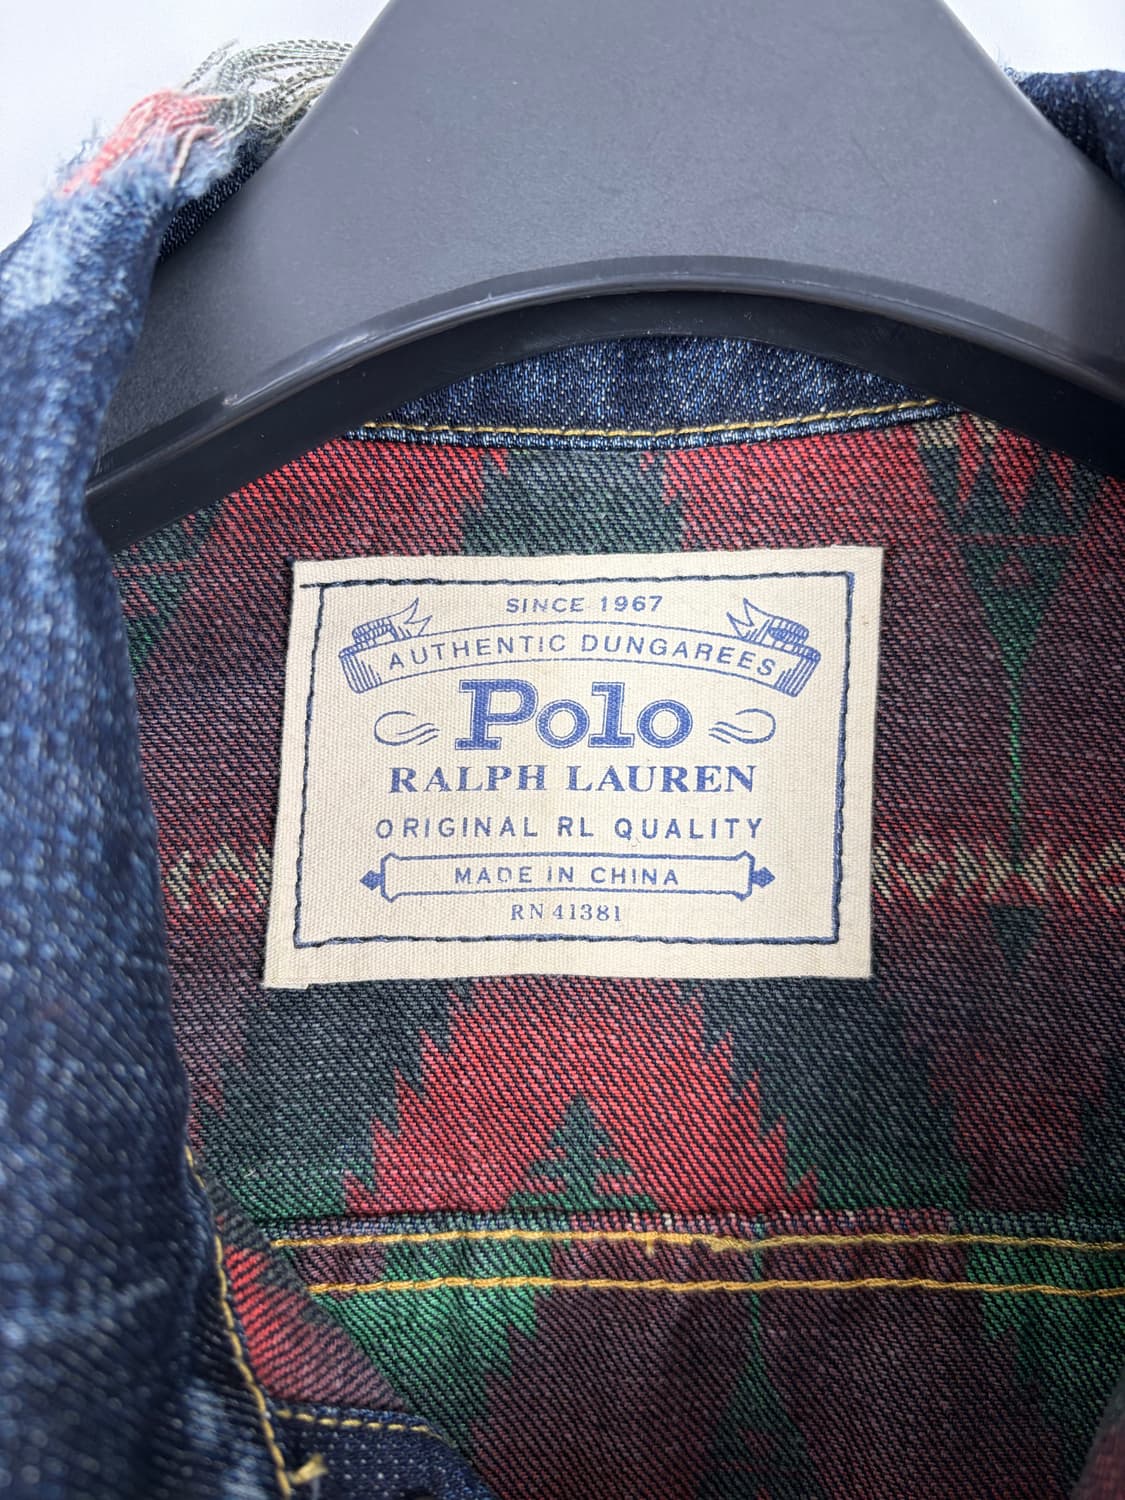 SINCE 1967
AUTHENTIC DUNGAREES
Polo
RALPH LAUREN
ORIGINAL RL QUALITY
MADE IN CHINA
RN 41381